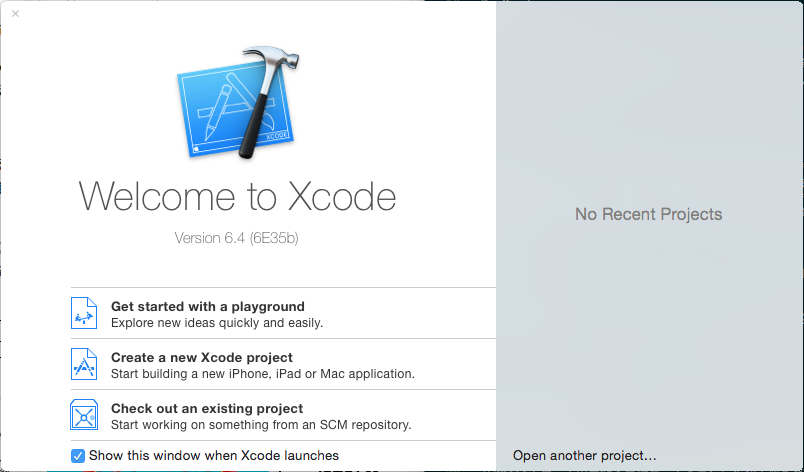 XCODE
Welcome to Xcode
Version 6.4 (6E35b)
No Recent Projects
Get started with a playground
Explore new ideas quickly and easily.
Create a new Xcode project
Start building a new iPhone, iPad or Mac application.
Check out an existing project
Start working on something from an SCM repository.
Show this window when Xcode launches
Open another project...